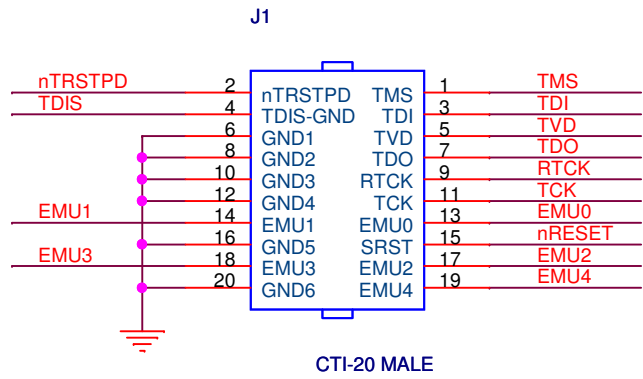 J1
nTRSTPD 2 nTRSTPD TMS 1 TMS
TDIS 4 TDIS-GND TDI 3 TDI
6 GND1 TVD 5 TVD
8 GND2 TDO 7 TDO
10 GND3 RTCK 9 RTCK
12 GND4 TCK 11 TCK
EMU1 14 EMU1 EMU0 13 EMU0
16 GND5 SRST 15 nRESET
EMU3 18 EMU3 EMU2 17 EMU2
20 GND6 EMU4 19 EMU4
CTI-20 MALE